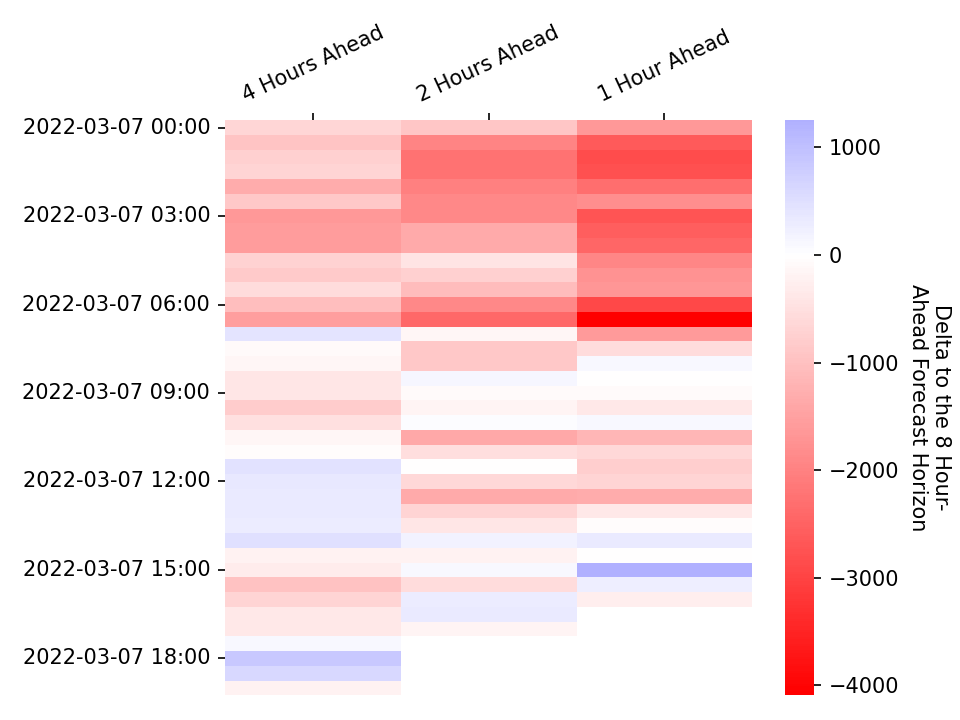 4 Hours Ahead
2 Hours Ahead
1 Hour Ahead
2022-03-07 00:00
2022-03-07 03:00
2022-03-07 06:00
2022-03-07 09:00
2022-03-07 12:00
2022-03-07 15:00
2022-03-07 18:00
1000
0
−1000
−2000
−3000
−4000
Delta to the 8 Hour-
Ahead Forecast Horizon